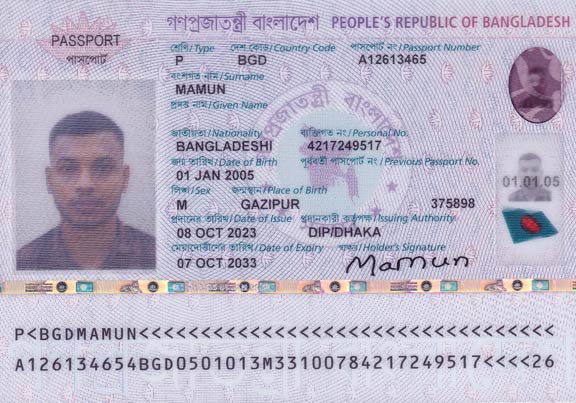 গণপ্রজাতন্ত্রী বাংলাদেশ PEOPLE'S REPUBLIC OF BANGLADESH
PASSPORT
পাসপোর্ট
শ্রেণি/Type দেশ কোড/Country Code পাসপোর্ট নং/Passport Number
P BGD A12613465
বংশগত নাম/Surname
MAMUN
প্রদত্ত নাম/Given Name
জাতীয়তা/Nationality ব্যক্তিগত নং/Personal No.
BANGLADESHI 4217249517
জন্ম তারিখ/Date of Birth পূর্ববর্তী পাসপোর্ট নং/Previous Passport No.
01 JAN 2005
লিঙ্গ/Sex জন্মস্থান/Place of Birth
M GAZIPUR 375898
প্রদানের তারিখ/Date of Issue প্রদানকারী কর্তৃপক্ষ/Issuing Authority
08 OCT 2023 DIP/DHAKA
মেয়াদোত্তীর্ণের তারিখ/Date of Expiry স্বাক্ষর/Holder's Signature
07 OCT 2033 Mamun
01.01.05
P<BGDMAMUN<<<<<<<<<<<<<<<<<<<<<<<<<<<<<<<<<<
A126134654BGD0501013M33100784217249517<<<<26